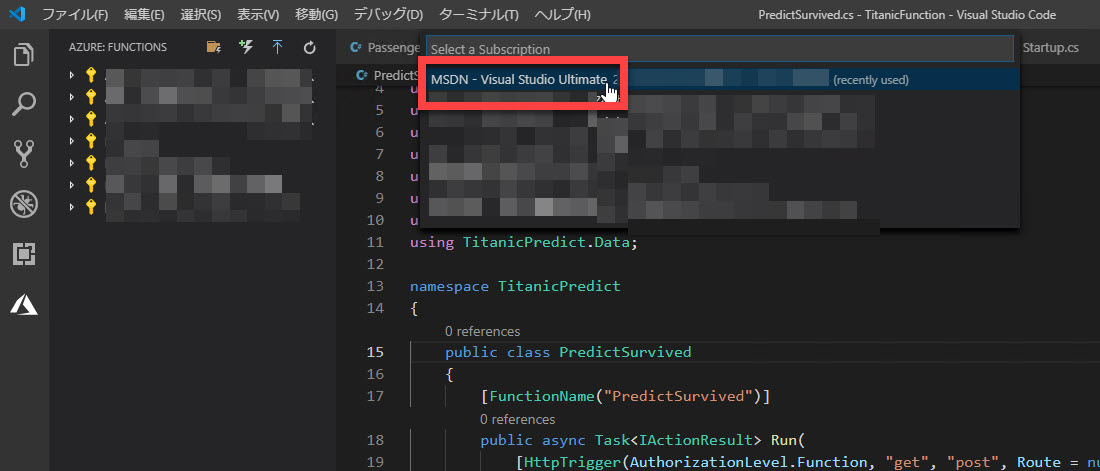 ファイル(F) 編集(E) 選択(S) 表示(V) 移動(G) デバッグ(D) ターミナル(T) ヘルプ(H) PredictSurvived.cs - TitanicFunction - Visual Studio Code
AZURE: FUNCTIONS
Passenge
Select a Subscription
Startup.cs
PredictS
MSDN - Visual Studio Ultimate
(recently used)
4 u
5 u
6 u
7 u
8 u
9 u
10 u
11 using TitanicPredict.Data;
12
13 namespace TitanicPredict
14 {
0 references
15 public class PredictSurvived
16 {
17 [FunctionName("PredictSurvived")]
0 references
18 public async Task<IActionResult> Run(
19 [HttpTrigger(AuthorizationLevel.Function, "get", "post", Route = nu